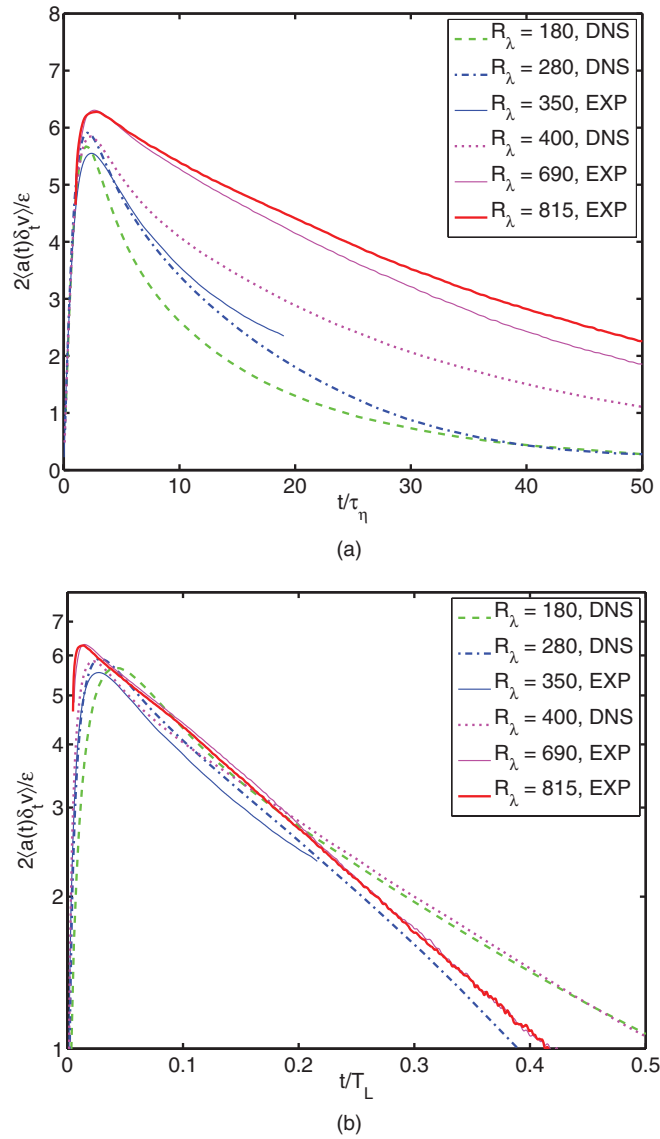 8
7
6
5
4
3
2
1
0
2⟨a(t)δ_t v⟩/ε
R_λ = 180, DNS
R_λ = 280, DNS
R_λ = 350, EXP
R_λ = 400, DNS
R_λ = 690, EXP
R_λ = 815, EXP
0 10 20 30 40 50
t/τ_η
(a)
7
6
5
4
3
2
1
2⟨a(t)δ_t v⟩/ε
R_λ = 180, DNS
R_λ = 280, DNS
R_λ = 350, EXP
R_λ = 400, DNS
R_λ = 690, EXP
R_λ = 815, EXP
0 0.1 0.2 0.3 0.4 0.5
t/T_L
(b)